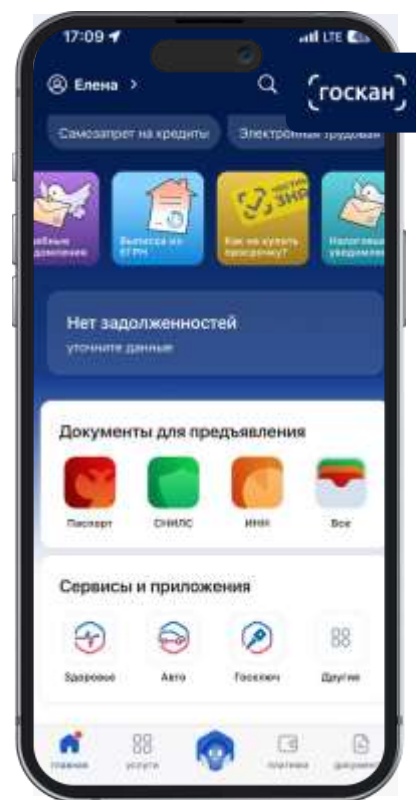 17:09
LTE
Елена >
госкан
Самозапрет на кредиты
Электронная трудовая
Выписка из
ЕГРН
Как не купить
просрочку?
Нет задолженностей
уточните данные
Документы для предъявления
Паспорт
СНИЛС
ИНН
Все
Сервисы и приложения
Здоровье
Авто
Госключ
Другие
главная
услуги
платежи